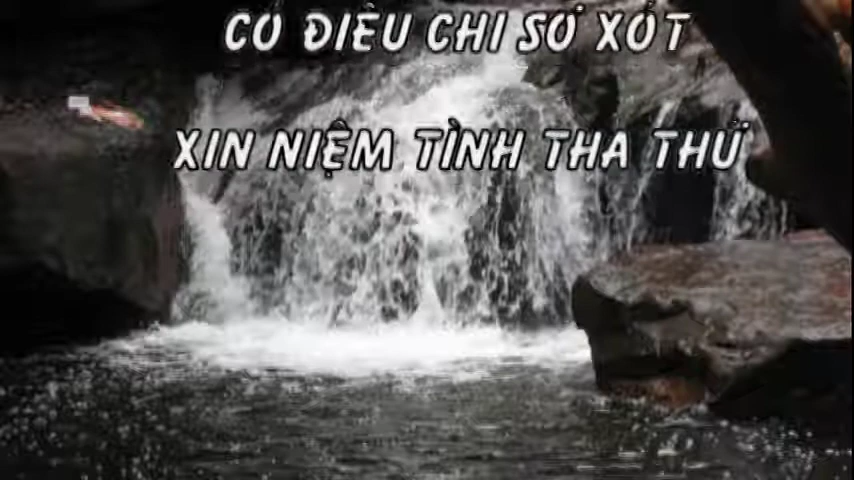 CÓ ĐIỀU CHI SƠ XÓT
XIN NIỆM TÌNH THA THỨ